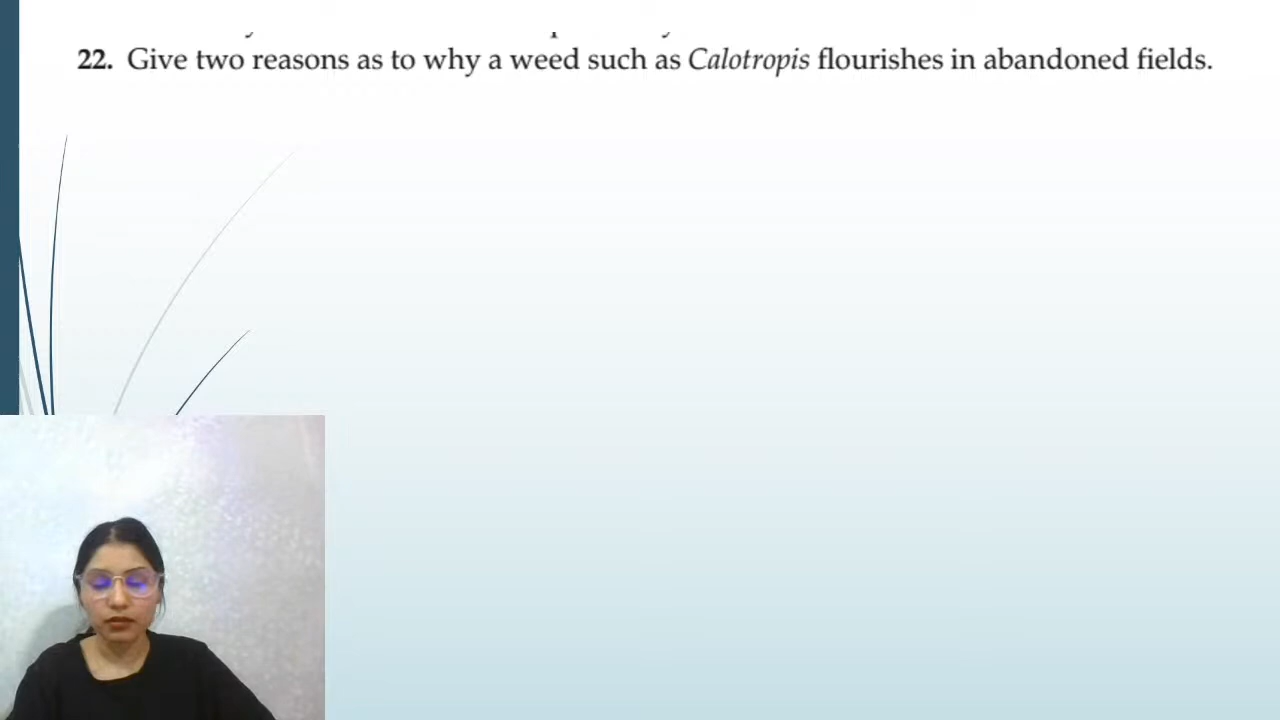 22. Give two reasons as to why a weed such as Calotropis flourishes in abandoned fields.